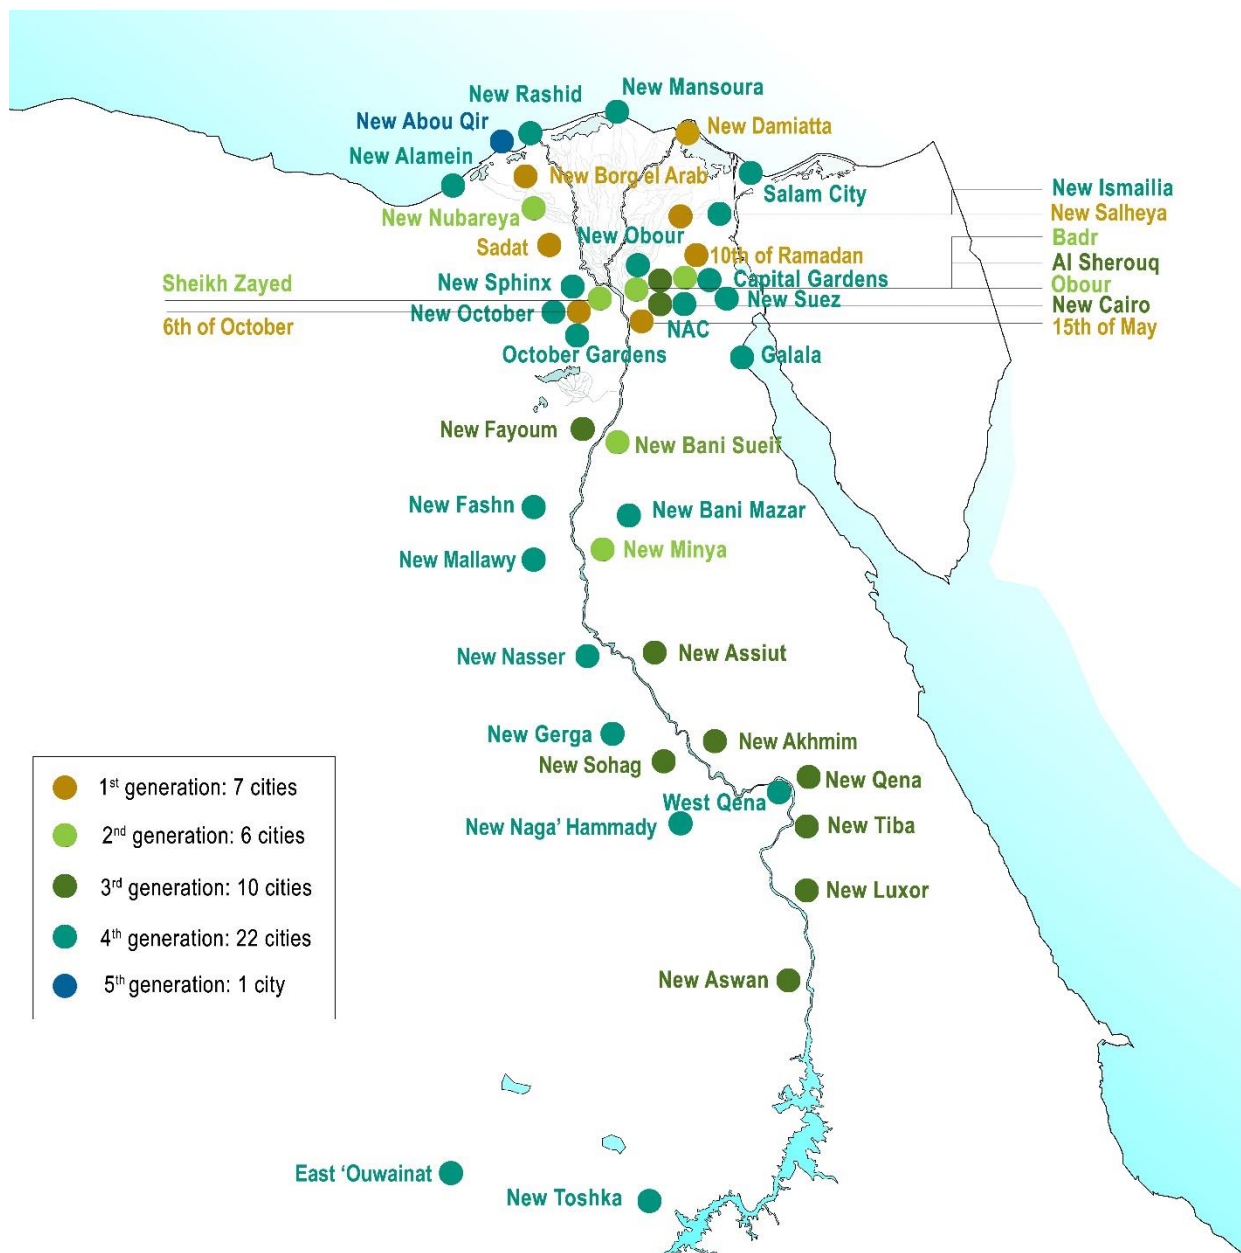 New Mansoura
New Rashid
New Abou Qir
New Damiatta
New Alamein
New Borg el Arab
Salam City
New Ismailia
New Nubareya
New Salheya
New Obour
Sadat
Badr
10th of Ramadan
Al Sherouq
Sheikh Zayed
New Sphinx
Capital Gardens
Obour
New Suez
New Cairo
6th of October
New October
NAC
15th of May
October Gardens
Galala
New Fayoum
New Bani Sueif
New Fashn
New Bani Mazar
New Minya
New Mallawy
New Nasser
New Assiut
New Gerga
New Akhmim
New Sohag
New Qena
West Qena
New Naga' Hammady
New Tiba
New Luxor
New Aswan
East ‘Ouwainat
New Toshka
1st generation: 7 cities
2nd generation: 6 cities
3rd generation: 10 cities
4th generation: 22 cities
5th generation: 1 city